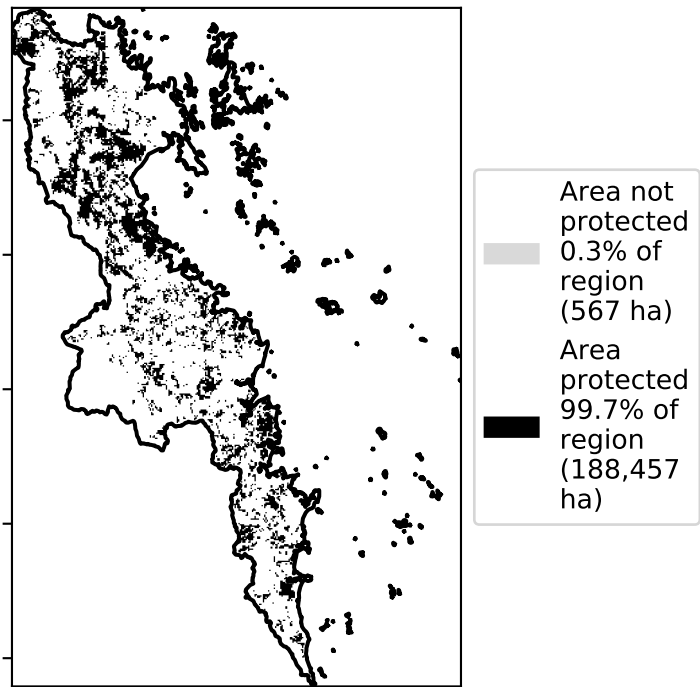 Area not
protected
0.3% of
region
(567 ha)
Area
protected
99.7% of
region
(188,457
ha)